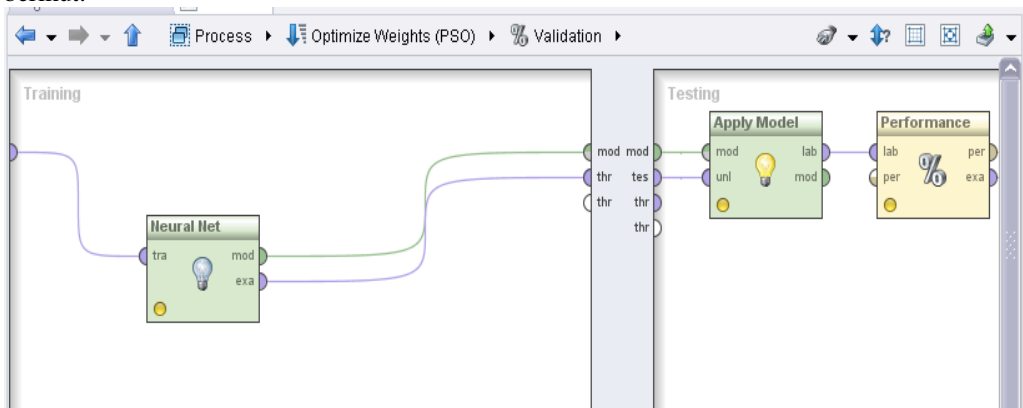 Process Optimize Weights (PSO) Validation
Training
Testing
Apply Model
mod lab
unl mod
Performance
lab per
per exa
mod mod
thr tes
thr thr
thr
Neural Net
tra mod
exa